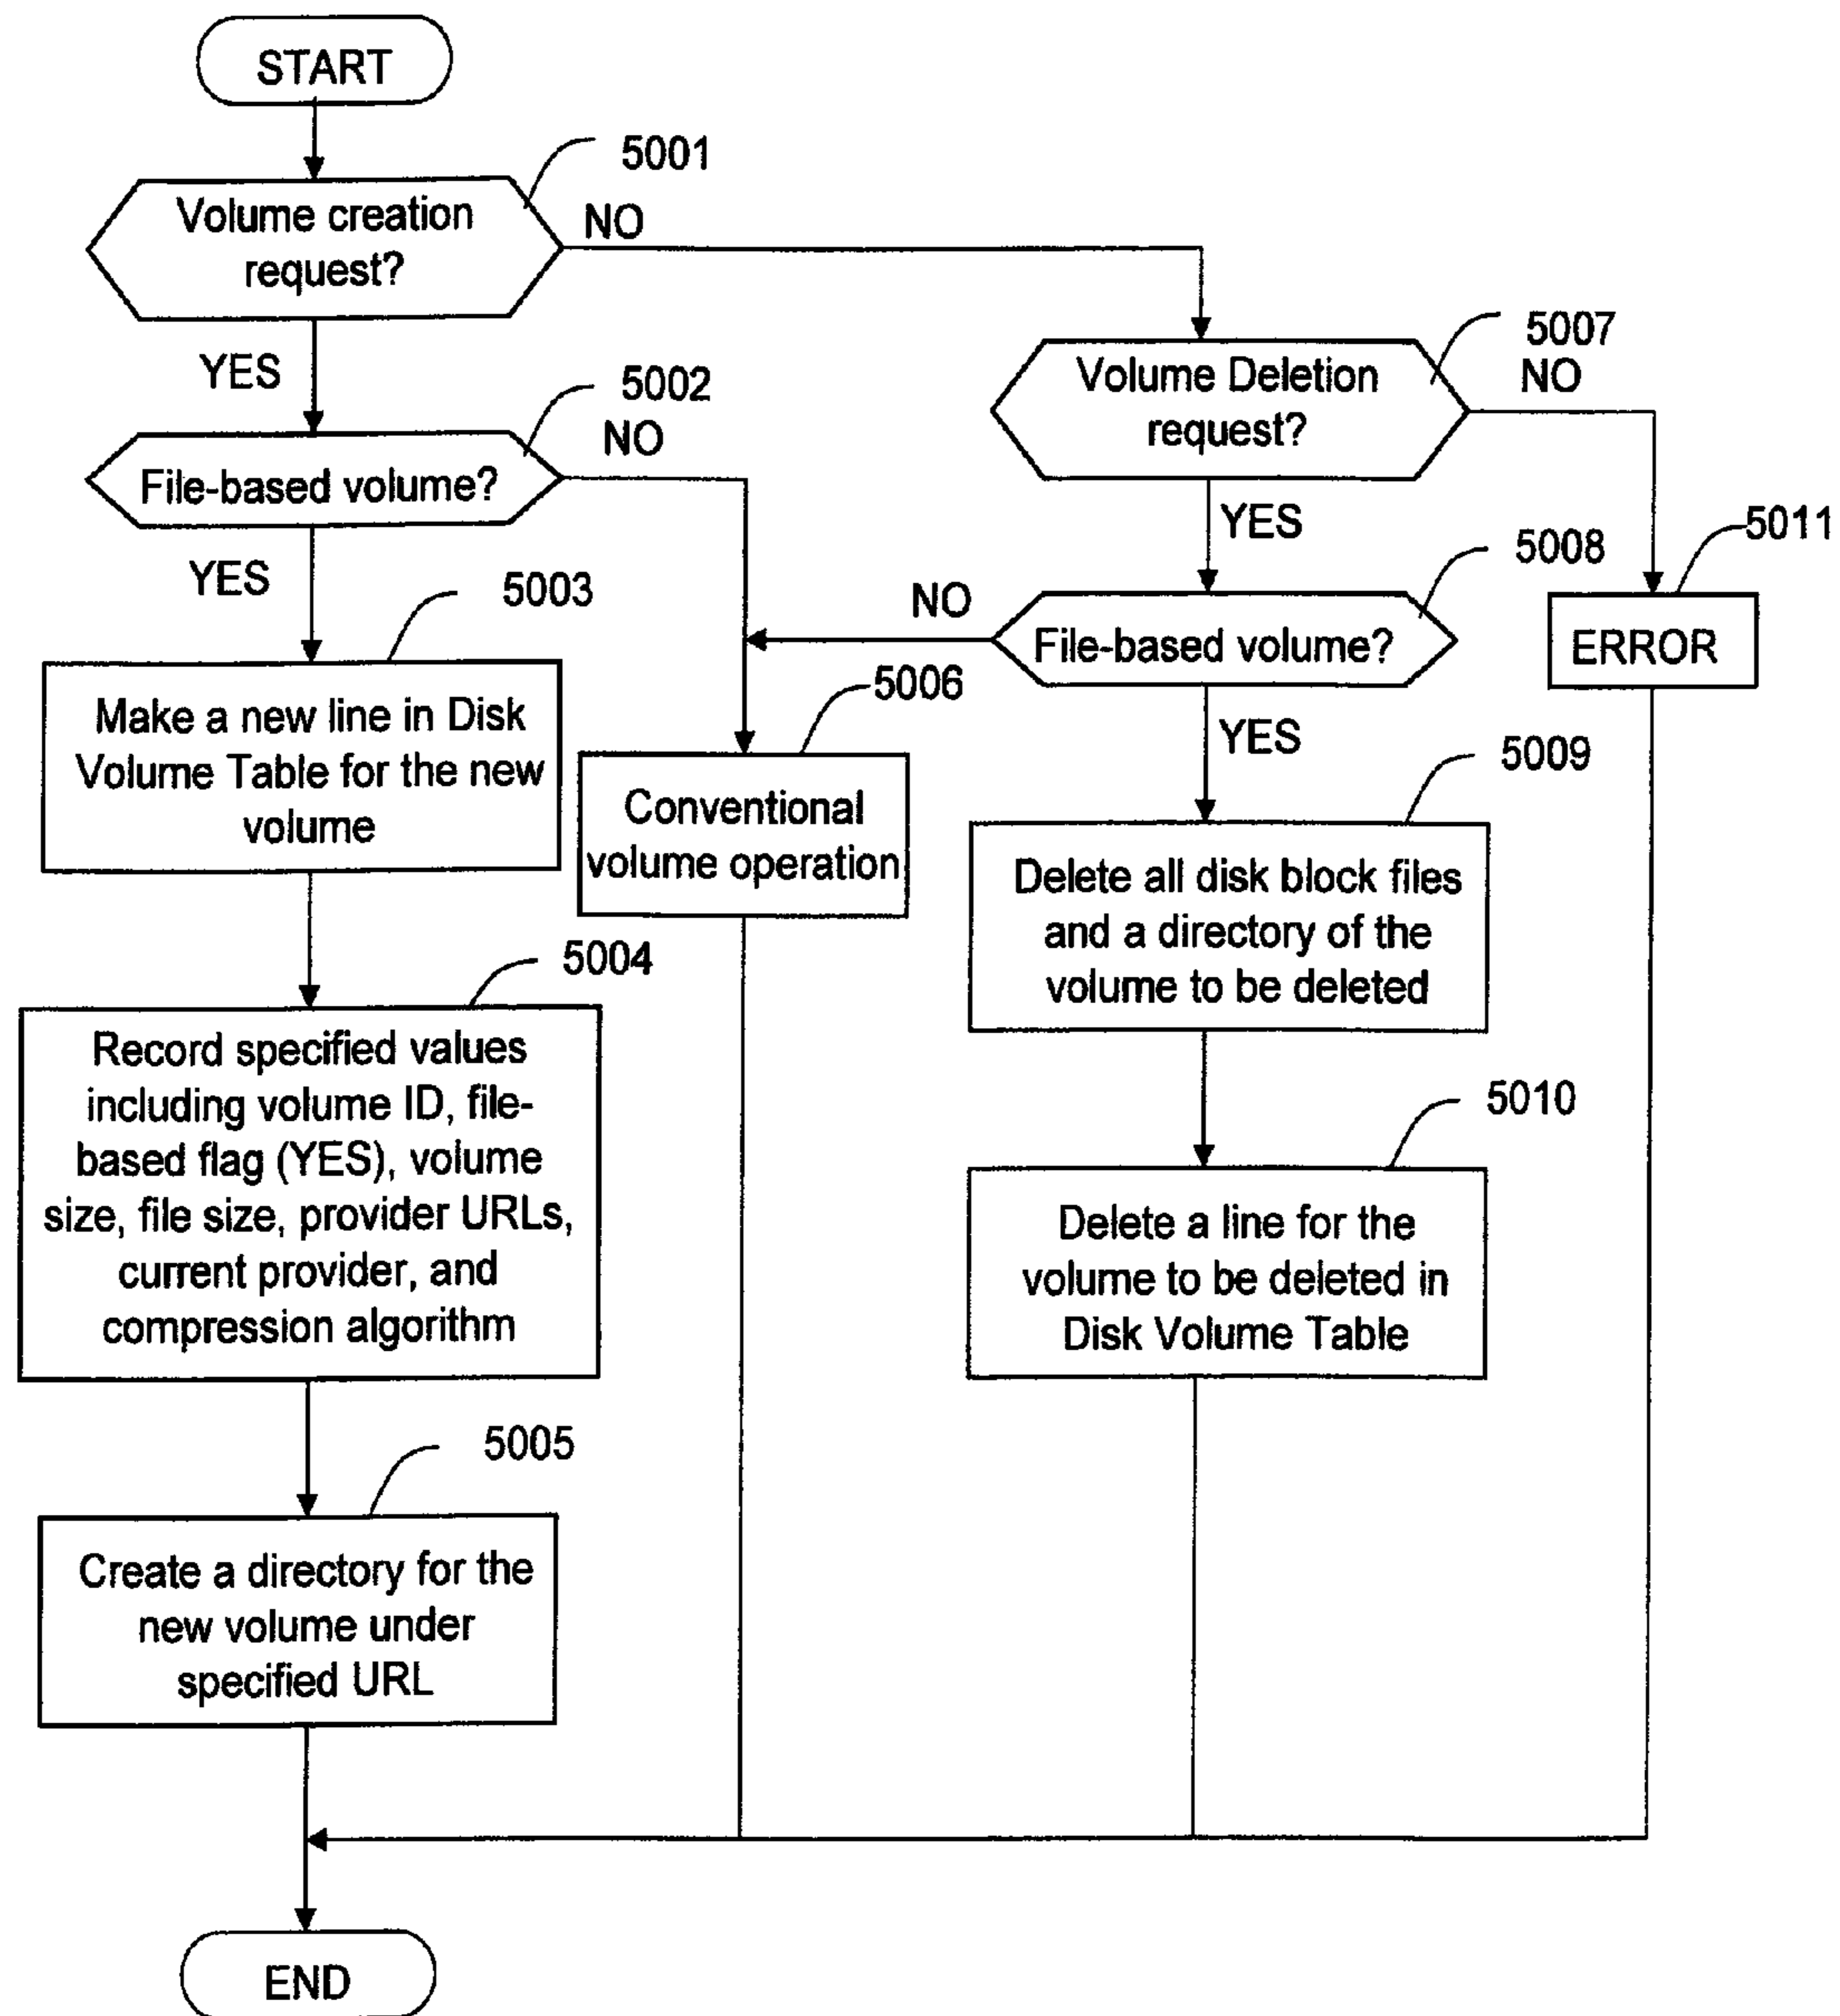 START
5001
Volume creation
request?
NO
YES
5002
NO
File-based volume?
YES
5003
Make a new line in Disk
Volume Table for the new
volume
5004
Record specified values
including volume ID, file-
based flag (YES), volume
size, file size, provider URLs,
current provider, and
compression algorithm
5005
Create a directory for the
new volume under
specified URL
END
5006
Conventional
volume operation
5007
Volume Deletion
request?
NO
YES
5008
NO
File-based volume?
YES
5009
Delete all disk block files
and a directory of the
volume to be deleted
5010
Delete a line for the
volume to be deleted in
Disk Volume Table
5011
ERROR